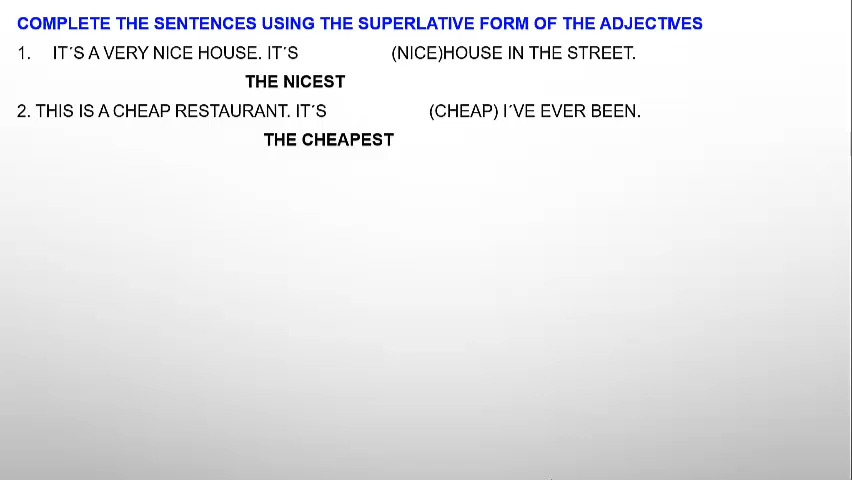 COMPLETE THE SENTENCES USING THE SUPERLATIVE FORM OF THE ADJECTIVES
1. IT´S A VERY NICE HOUSE. IT´S (NICE)HOUSE IN THE STREET.
THE NICEST
2. THIS IS A CHEAP RESTAURANT. IT´S (CHEAP) I´VE EVER BEEN.
THE CHEAPEST